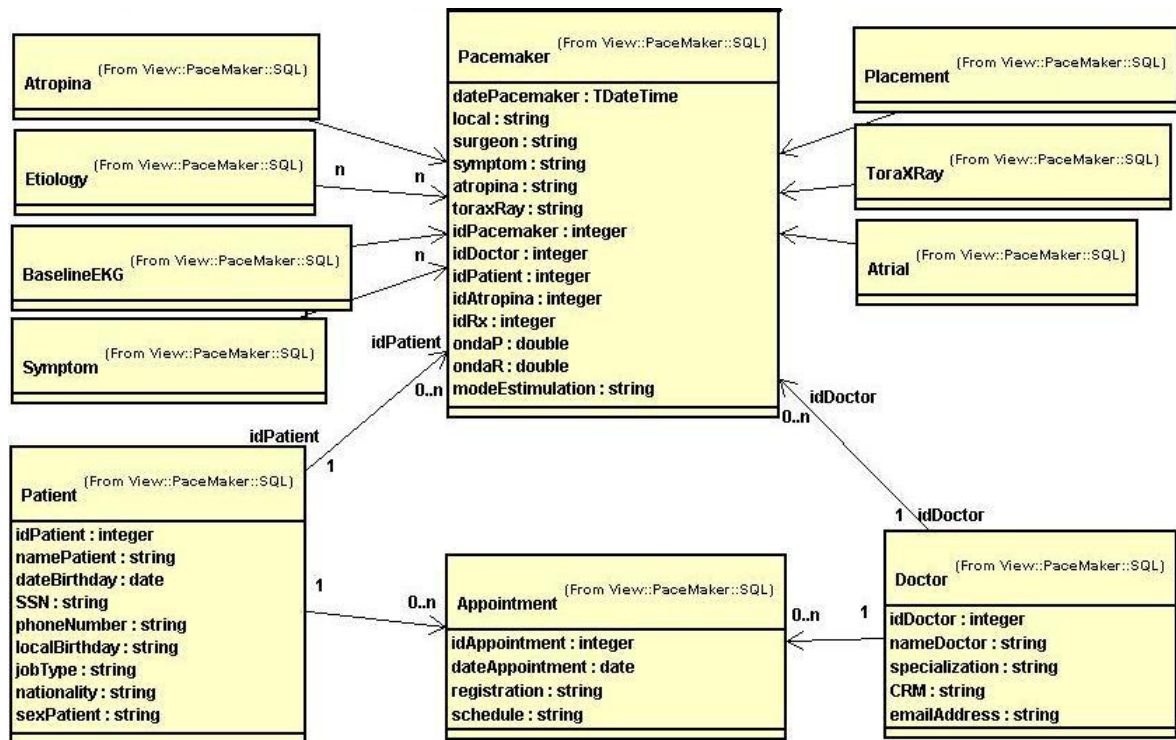 (From View::PaceMaker::SQL)
Atropina
(From View::PaceMaker::SQL)
Etiology
(From View::PaceMaker::SQL)
BaselineEKG
(From View::PaceMaker::SQL)
Symptom
n
n
n
(From View::PaceMaker::SQL)
Pacemaker
datePacemaker : TDateTime
local : string
surgeon : string
symptom : string
atropina : string
toraxRay : string
idPacemaker : integer
idDoctor : integer
idPatient : integer
idAtropina : integer
idRx : integer
ondaP : double
ondaR : double
modeEstimulation : string
(From View::PaceMaker::SQL)
Placement
(From View::PaceMaker::SQL)
ToraXRay
(From View::PaceMaker::SQL)
Atrial
idPatient
0..n
idPatient
1
idDoctor
0..n
1 idDoctor
(From View::PaceMaker::SQL)
Patient
idPatient : integer
namePatient : string
dateBirthday : date
SSN : string
phoneNumber : string
localBirthday : string
jobType : string
nationality : string
sexPatient : string
1
0..n
(From View::PaceMaker::SQL)
Appointment
idAppointment : integer
dateAppointment : date
registration : string
schedule : string
0..n
1
(From View::PaceMaker::SQL)
Doctor
idDoctor : integer
nameDoctor : string
specialization : string
CRM : string
emailAddress : string